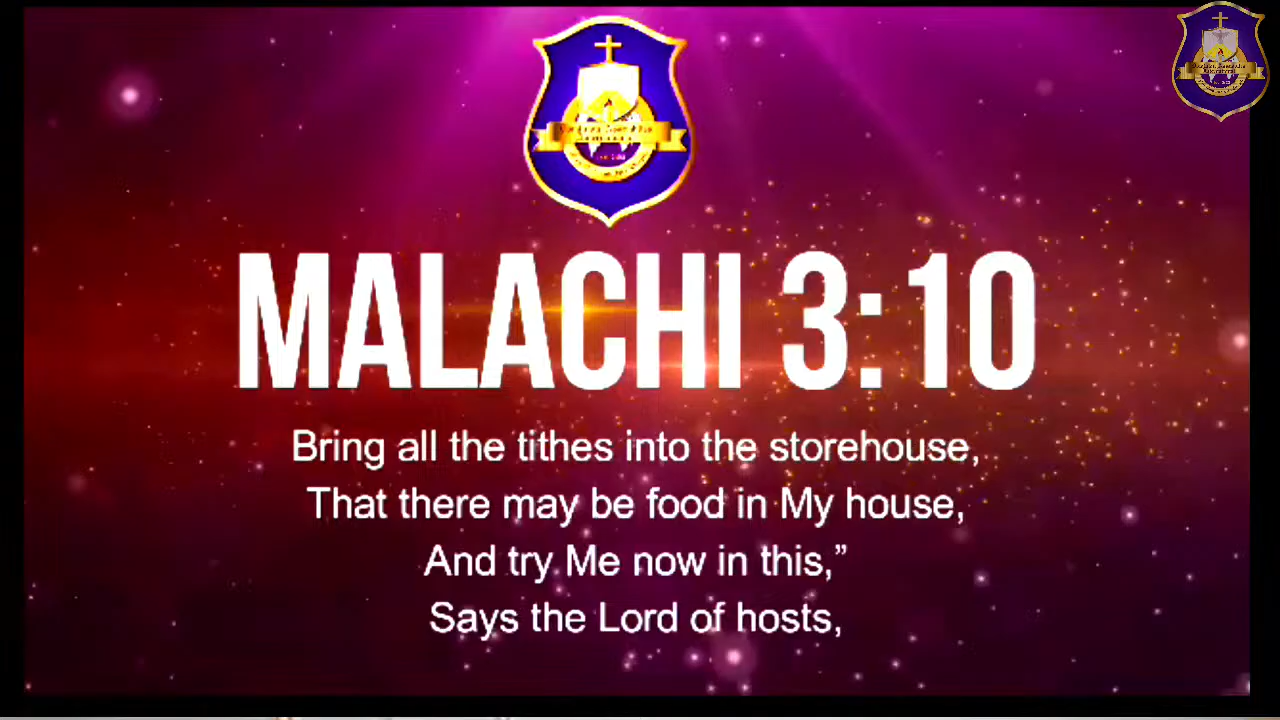 MALACHI 3:10
Bring all the tithes into the storehouse,
That there may be food in My house,
And try Me now in this,”
Says the Lord of hosts,